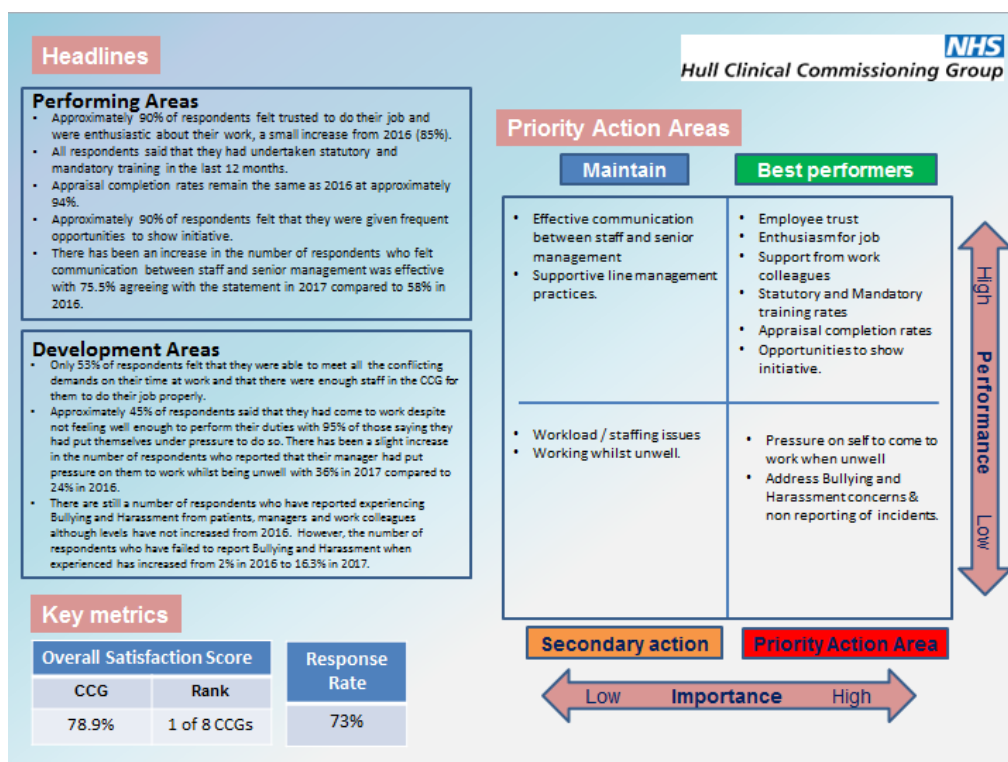 Headlines
NHS
Hull Clinical Commissioning Group
Performing Areas
• Approximately 90% of respondents felt trusted to do their job and
were enthusiastic about their work, a small increase from 2016 (85%).
• All respondents said that they had undertaken statutory and
mandatory training in the last 12 months.
• Appraisal completion rates remain the same as 2016 at approximately
94%.
• Approximately 90% of respondents felt that they were given frequent
opportunities to show initiative.
• There has been an increase in the number of respondents who felt
communication between staff and senior management was effective
with 75.5% agreeing with the statement in 2017 compared to 58% in
2016.
Development Areas
• Only 53% of respondents felt that they were able to meet all the conflicting
demands on their time at work and that there were enough staff in the CCG for
them to do their job properly.
• Approximately 45% of respondents said that they had come to work despite
not feeling well enough to perform their duties with 95% of those saying they
had put themselves under pressure to do so. There has been a slight increase
in the number of respondents who reported that their manager had put
pressure on them to work whilst being unwell with 36% in 2017 compared to
24% in 2016.
• There are still a number of respondents who have reported experiencing
Bullying and Harassment from patients, managers and work colleagues
although levels have not increased from 2016. However, the number of
respondents who have failed to report Bullying and Harassment when
experienced has increased from 2% in 2016 to 16.3% in 2017.
Key metrics
Overall Satisfaction Score
CCG Rank
78.9% 1 of 8 CCGs
Response
Rate
73%
Priority Action Areas
Maintain
• Effective communication
between staff and senior
management
• Supportive line management
practices.
Best performers
• Employee trust
• Enthusiasm for job
• Support from work
colleagues
• Statutory and Mandatory
training rates
• Appraisal completion rates
• Opportunities to show
initiative.
• Workload / staffing issues
• Working whilst unwell.
• Pressure on self to come to
work when unwell
• Address Bullying and
Harassment concerns &
non reporting of incidents.
Secondary action
Priority Action Area
Low Importance High
High Performance Low